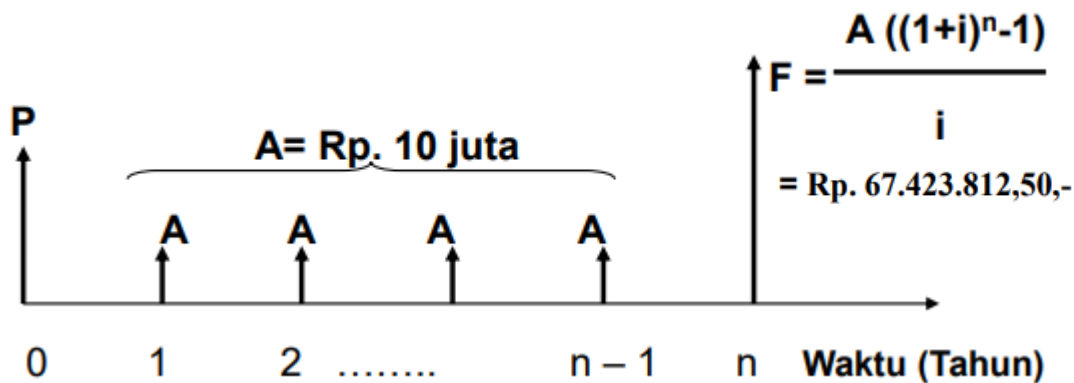 A ((1+i)ⁿ-1)
F =
i
= Rp. 67.423.812,50,-
P
A= Rp. 10 juta
A A A A
0 1 2 ........ n – 1 n Waktu (Tahun)